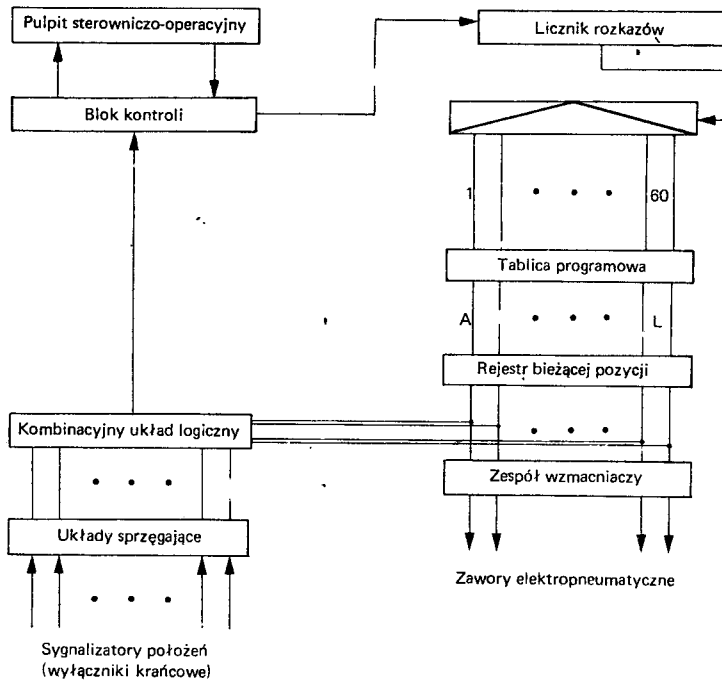 Pulpit sterowniczo-operacyjny
Licznik rozkazów
Blok kontroli
1
60
Tablica programowa
A
L
Rejestr bieżącej pozycji
Kombinacyjny układ logiczny
Zespół wzmacniaczy
Układy sprzęgające
Zawory elektropneumatyczne
Sygnalizatory położeń
(wyłączniki krańcowe)